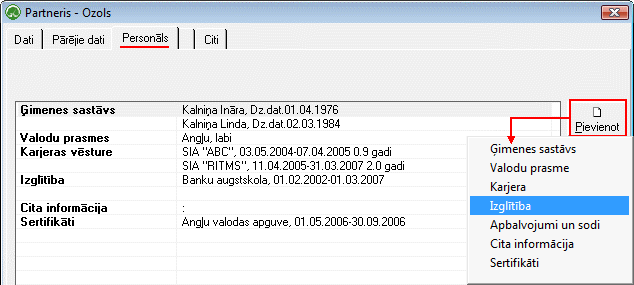 Partneris - Ozols
Dati Pārējie dati Personāls Citi
Ģimenes sastāvs Kalniņa Ināra, Dz.dat.01.04.1976
Kalniņa Linda, Dz.dat.02.03.1984
Valodu prasmes Angļu, labi
Karjeras vēsture SIA "ABC", 03.05.2004-07.04.2005 0.9 gadi
SIA "RITMS", 11.04.2005-31.03.2007 2.0 gadi
Izglītība Banku augstskola, 01.02.2002-01.03.2007
Cita informācija :
Sertifikāti Angļu valodas apguve, 01.05.2006-30.09.2006
Pievienot
Ģimenes sastāvs
Valodu prasme
Karjera
Izglītība
Apbalvojumi un sodi
Cita informācija
Sertifikāti